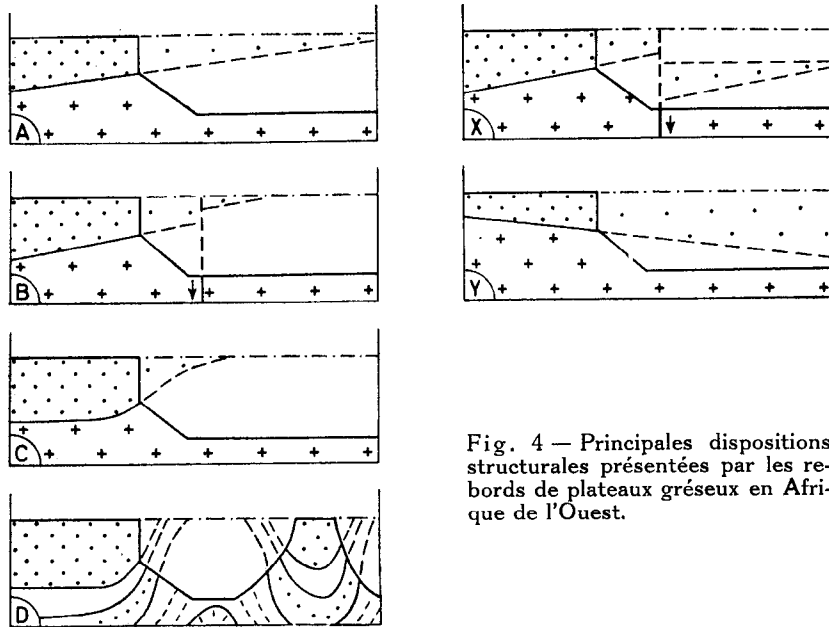 A
B
C
D
X
Y
Fig. 4 — Principales dispositions
structurales présentées par les re-
bords de plateaux gréseux en Afri-
que de l'Ouest.